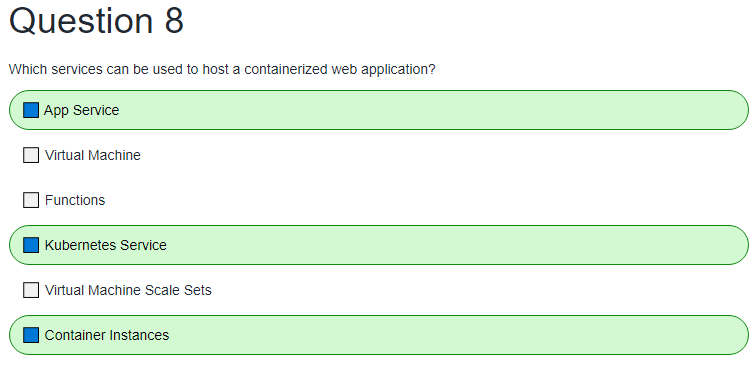 Question 8
Which services can be used to host a containerized web application?
App Service
Virtual Machine
Functions
Kubernetes Service
Virtual Machine Scale Sets
Container Instances